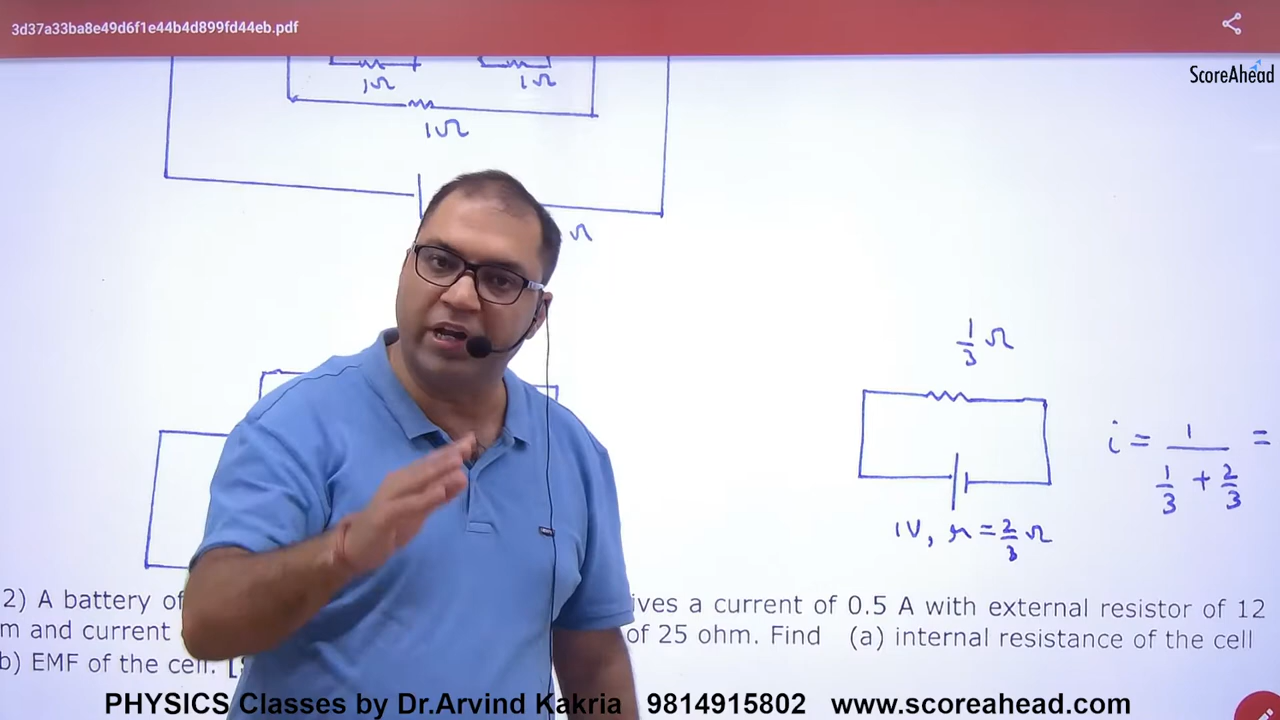 3d37a33ba8e49d6f1e44b4d899fd44eb.pdf
ScoreAhead
1Ω 1Ω
1Ω
Ω
1/3 Ω
i = 1 / (1/3 + 2/3) =
1V, r = 2/3 Ω
2) A battery of ives a current of 0.5 A with external resistor of 12
m and current of 25 ohm. Find (a) internal resistance of the cell
b) EMF of the cell. [
PHYSICS Classes by Dr.Arvind Kakria 9814915802 www.scoreahead.com